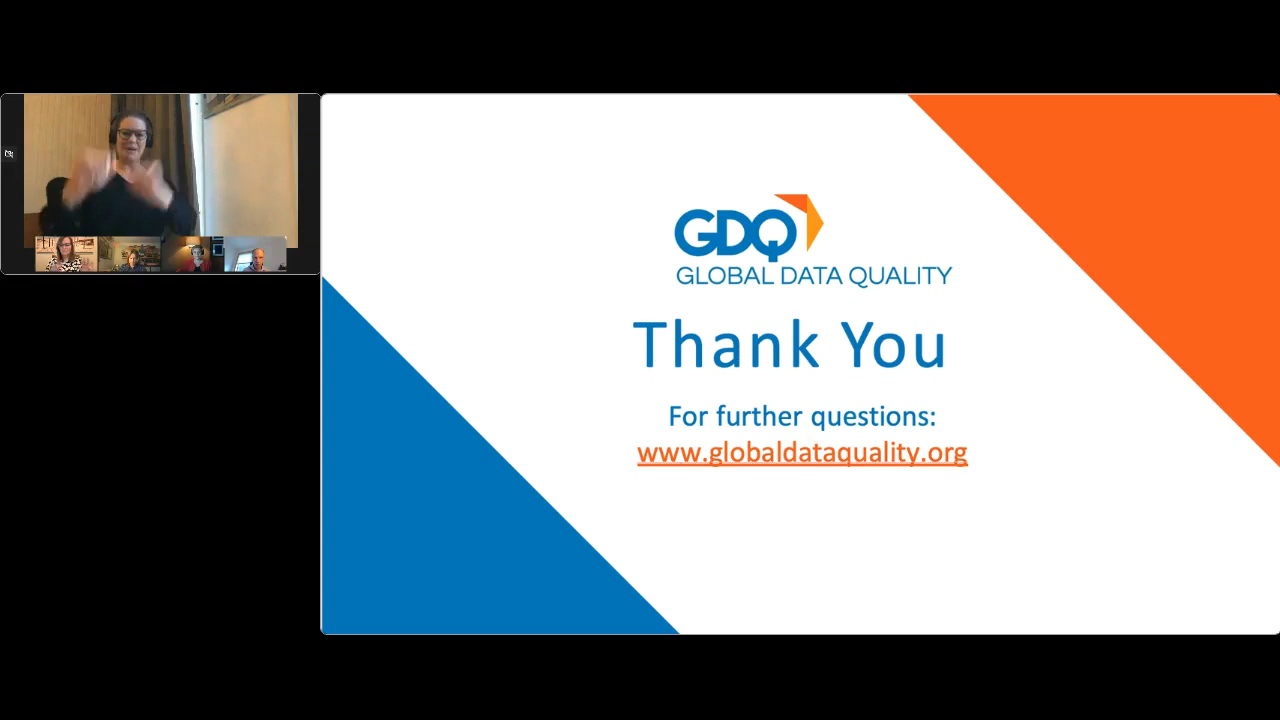 GDQ
GLOBAL DATA QUALITY
Thank You
For further questions:
www.globaldataquality.org